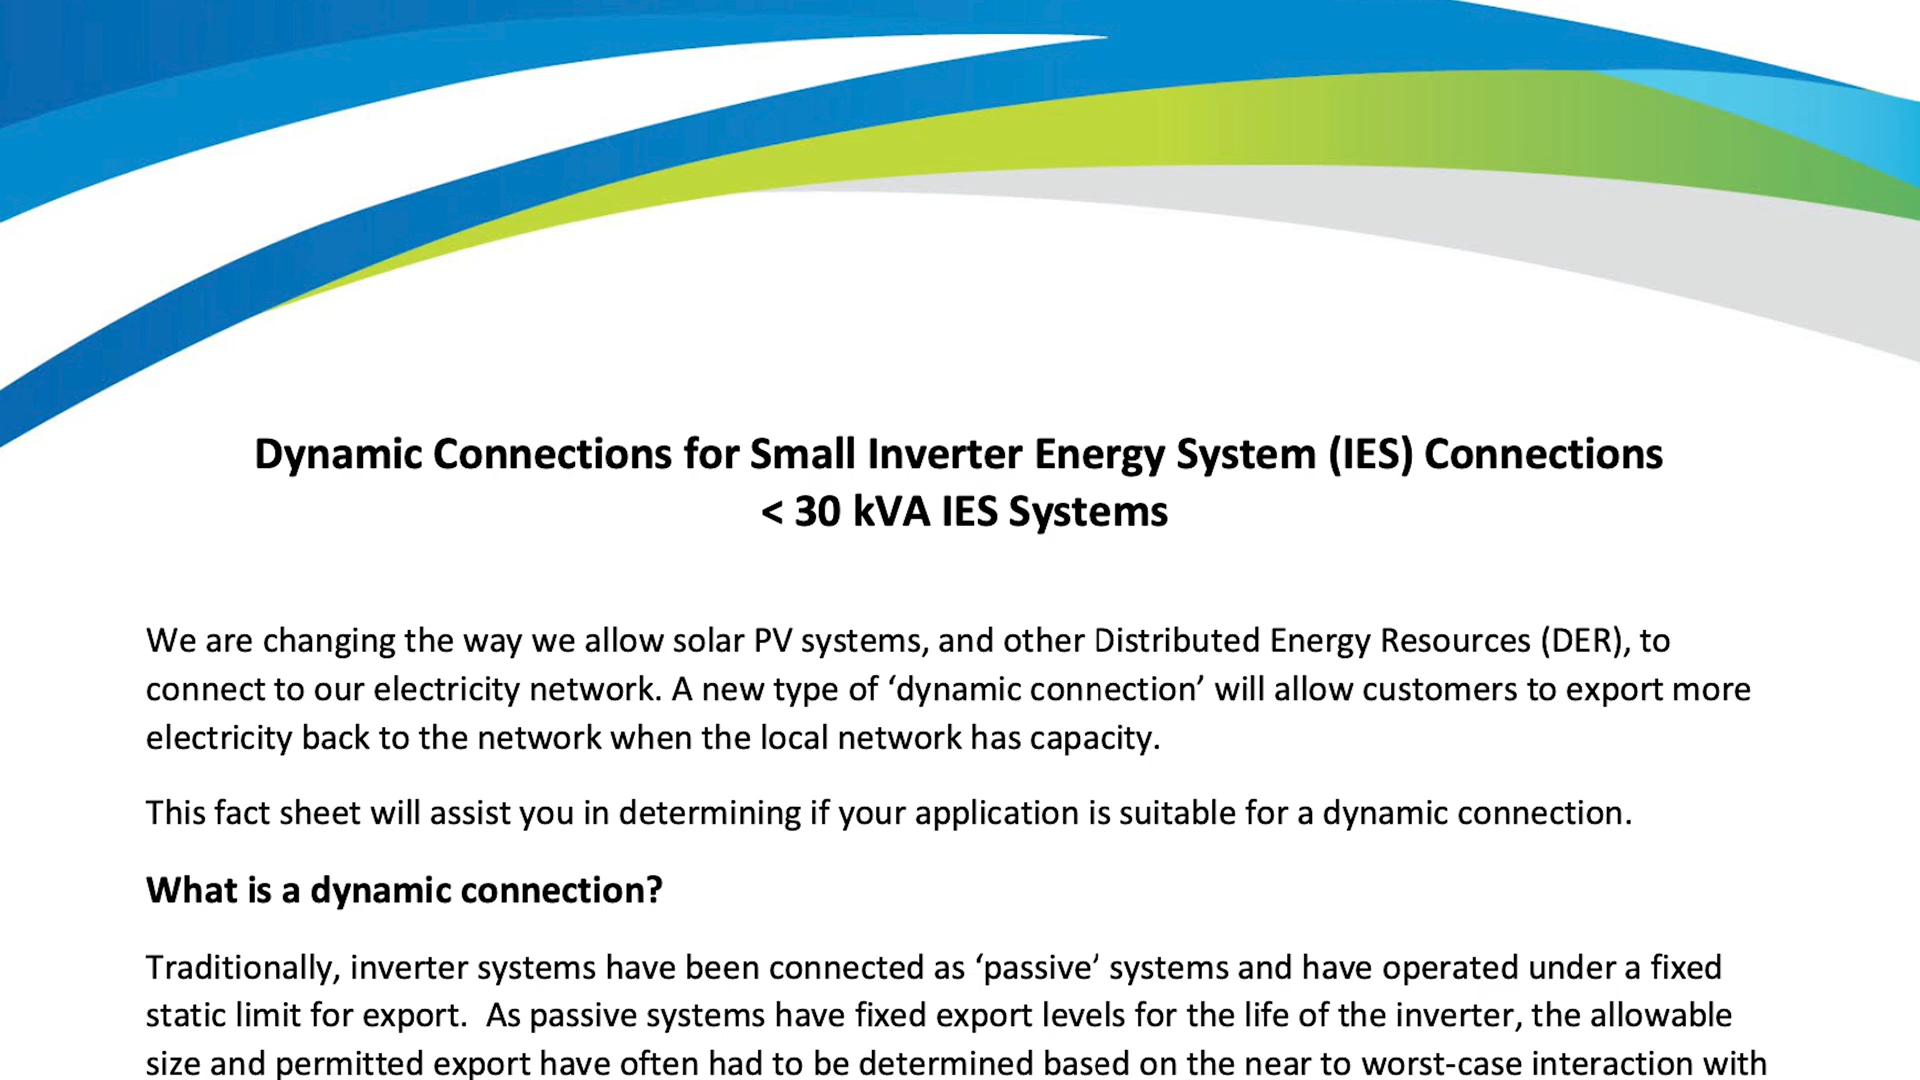 Dynamic Connections for Small Inverter Energy System (IES) Connections
< 30 kVA IES Systems
We are changing the way we allow solar PV systems, and other Distributed Energy Resources (DER), to
connect to our electricity network. A new type of ‘dynamic connection’ will allow customers to export more
electricity back to the network when the local network has capacity.
This fact sheet will assist you in determining if your application is suitable for a dynamic connection.
What is a dynamic connection?
Traditionally, inverter systems have been connected as ‘passive’ systems and have operated under a fixed
static limit for export.  As passive systems have fixed export levels for the life of the inverter, the allowable
size and permitted export have often had to be determined based on the near to worst-case interaction with